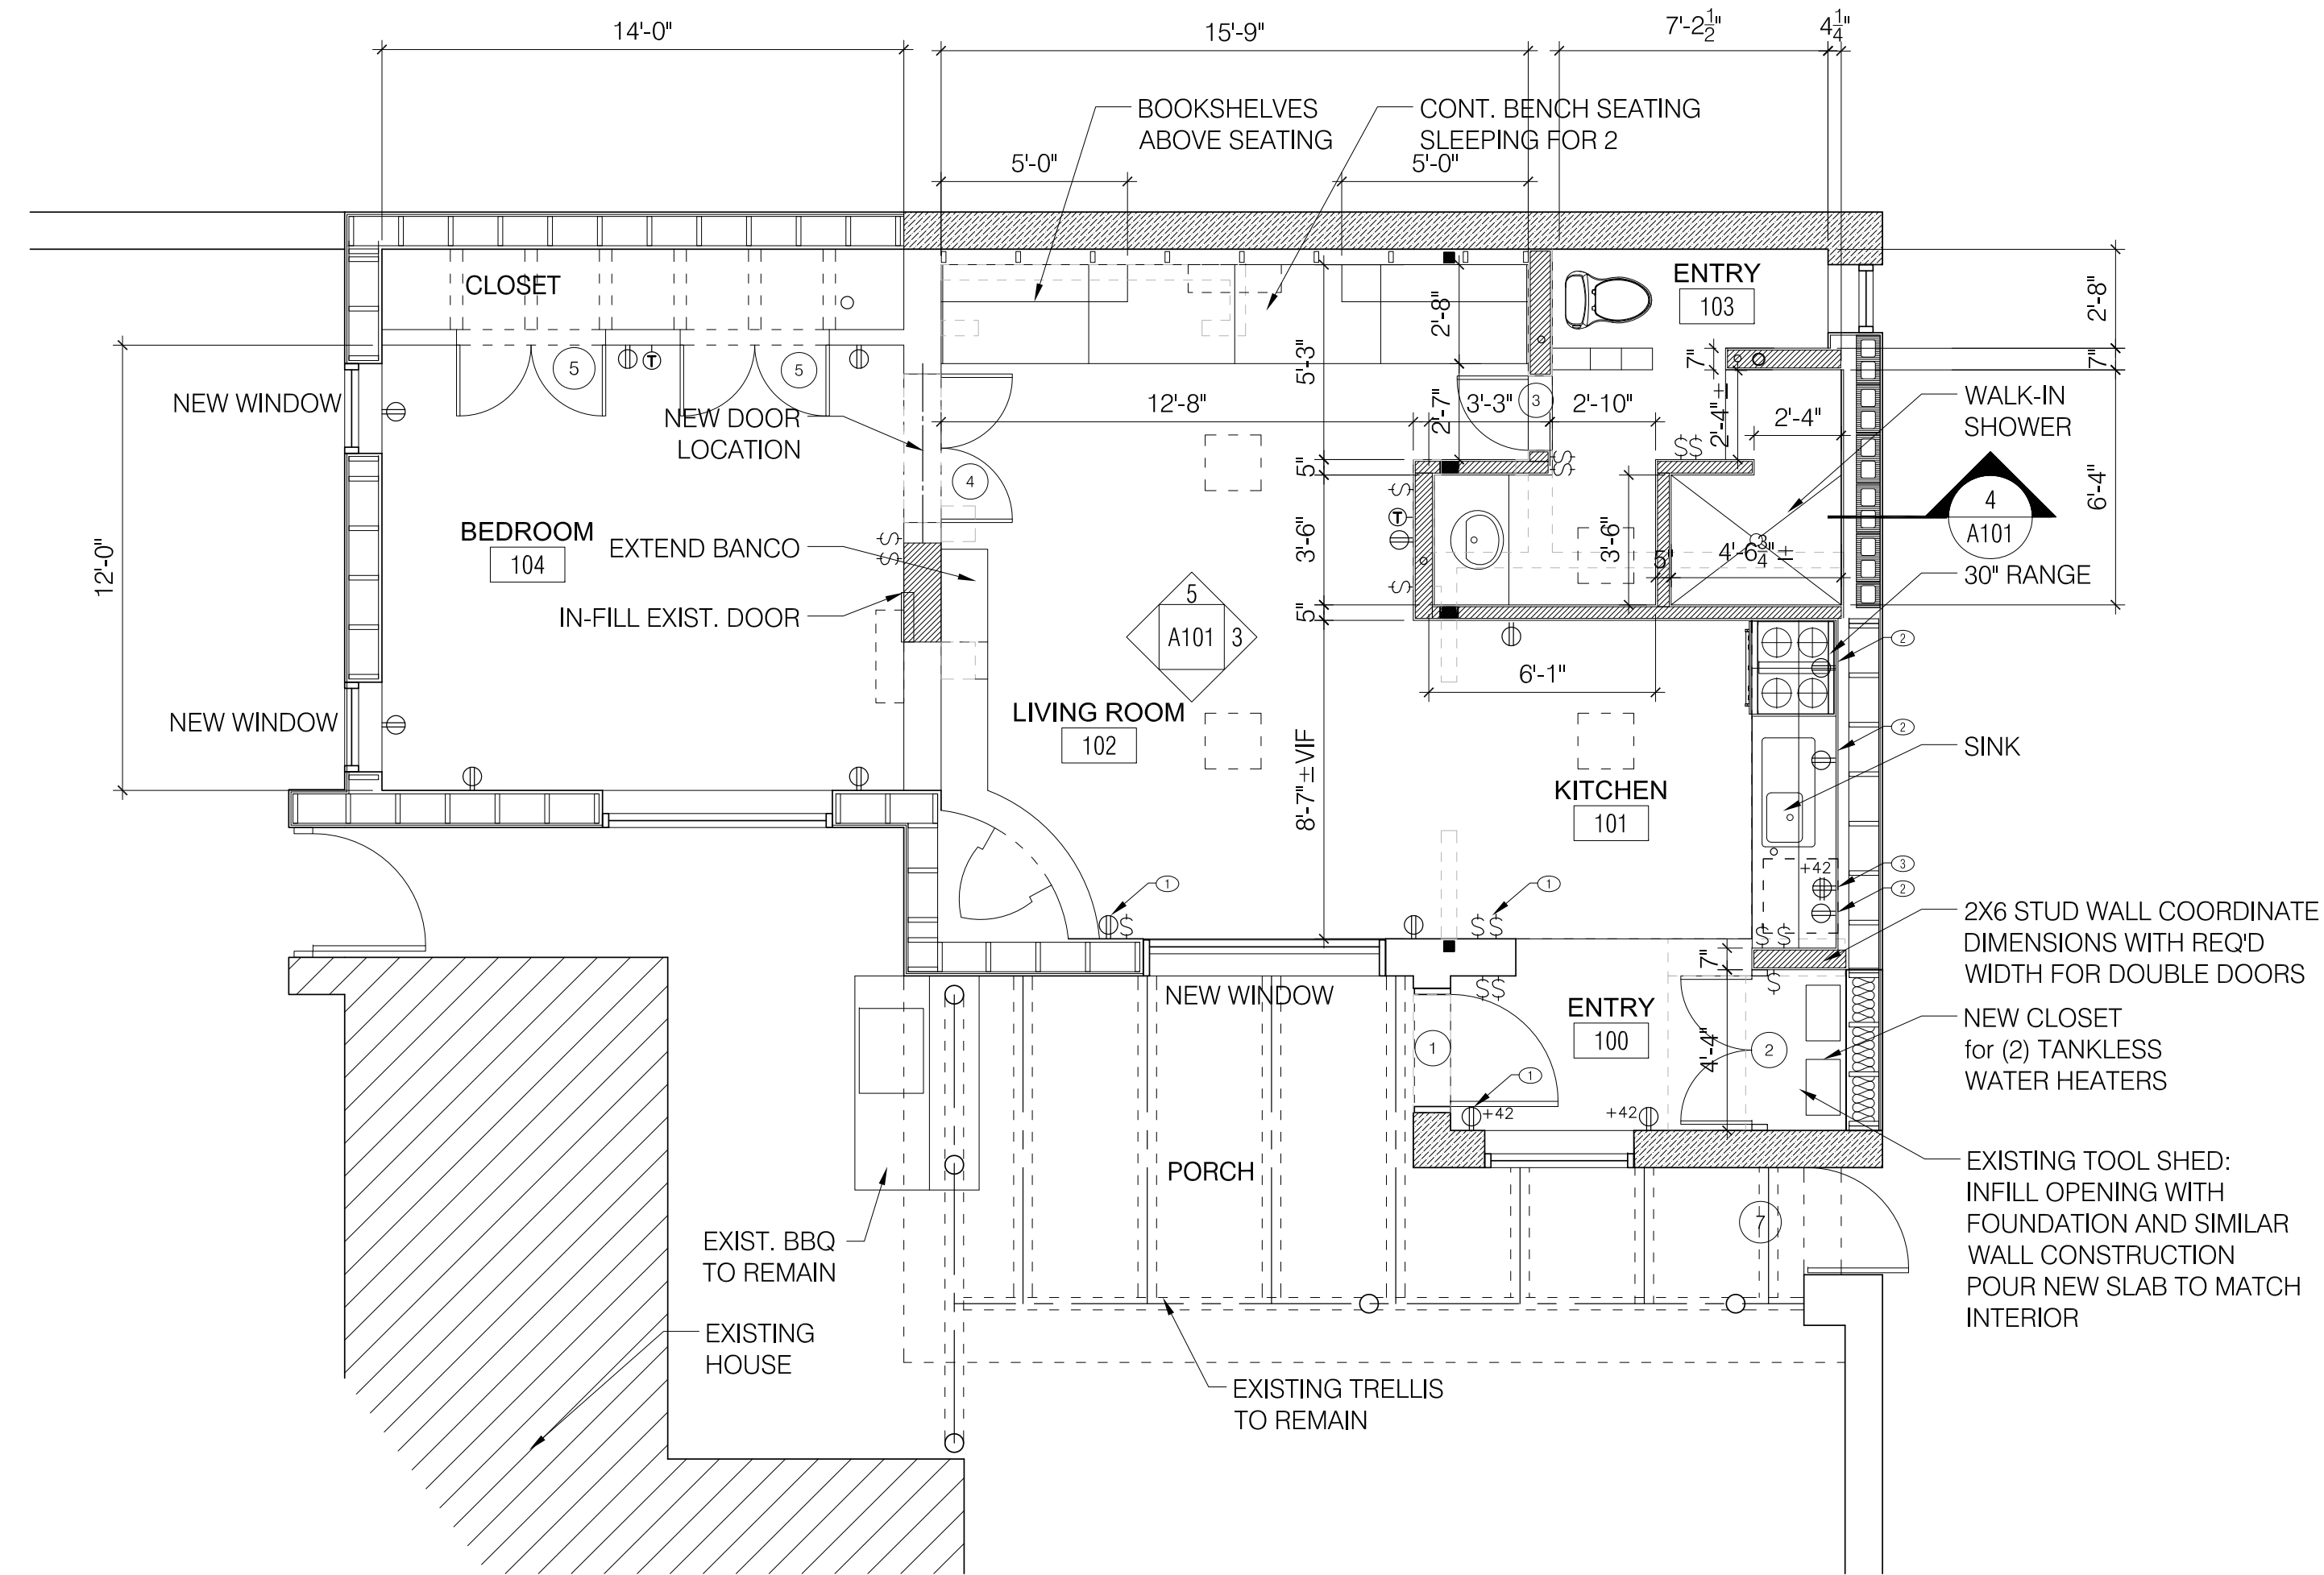 14'-0"
15'-9"
7'-2 1/2"
4 1/4"
BOOKSHELVES
ABOVE SEATING
CONT. BENCH SEATING
SLEEPING FOR 2
5'-0"
5'-0"
CLOSET
ENTRY
103
2'-8"
2'-8"
5'-3"
7"
7"
5
T
5
NEW WINDOW
NEW DOOR
LOCATION
12'-8"
2'-7"
3'-3"
3
2'-10"
2'-4"±
2'-4"
WALK-IN
SHOWER
$$
5"
$
$
4
$
T
6'-4"
4
A101
12'-0"
BEDROOM
104
EXTEND BANCO
$
$
3'-6"
3'-6"
5"
4'-6 3/4"±
30" RANGE
IN-FILL EXIST. DOOR
5
A101
3
$
5"
2
6'-1"
NEW WINDOW
LIVING ROOM
102
8'-7"±VIF
2
SINK
KITCHEN
101
+42
3
2
1
$
1
$$
$$
2X6 STUD WALL COORDINATE
DIMENSIONS WITH REQ'D
WIDTH FOR DOUBLE DOORS
7"
$
NEW WINDOW
$$
ENTRY
100
1
4'-4"
2
NEW CLOSET
for (2) TANKLESS
WATER HEATERS
1
+42
+42
PORCH
EXISTING TOOL SHED:
INFILL OPENING WITH
FOUNDATION AND SIMILAR
WALL CONSTRUCTION
POUR NEW SLAB TO MATCH
INTERIOR
7
EXIST. BBQ
TO REMAIN
EXISTING
HOUSE
EXISTING TRELLIS
TO REMAIN